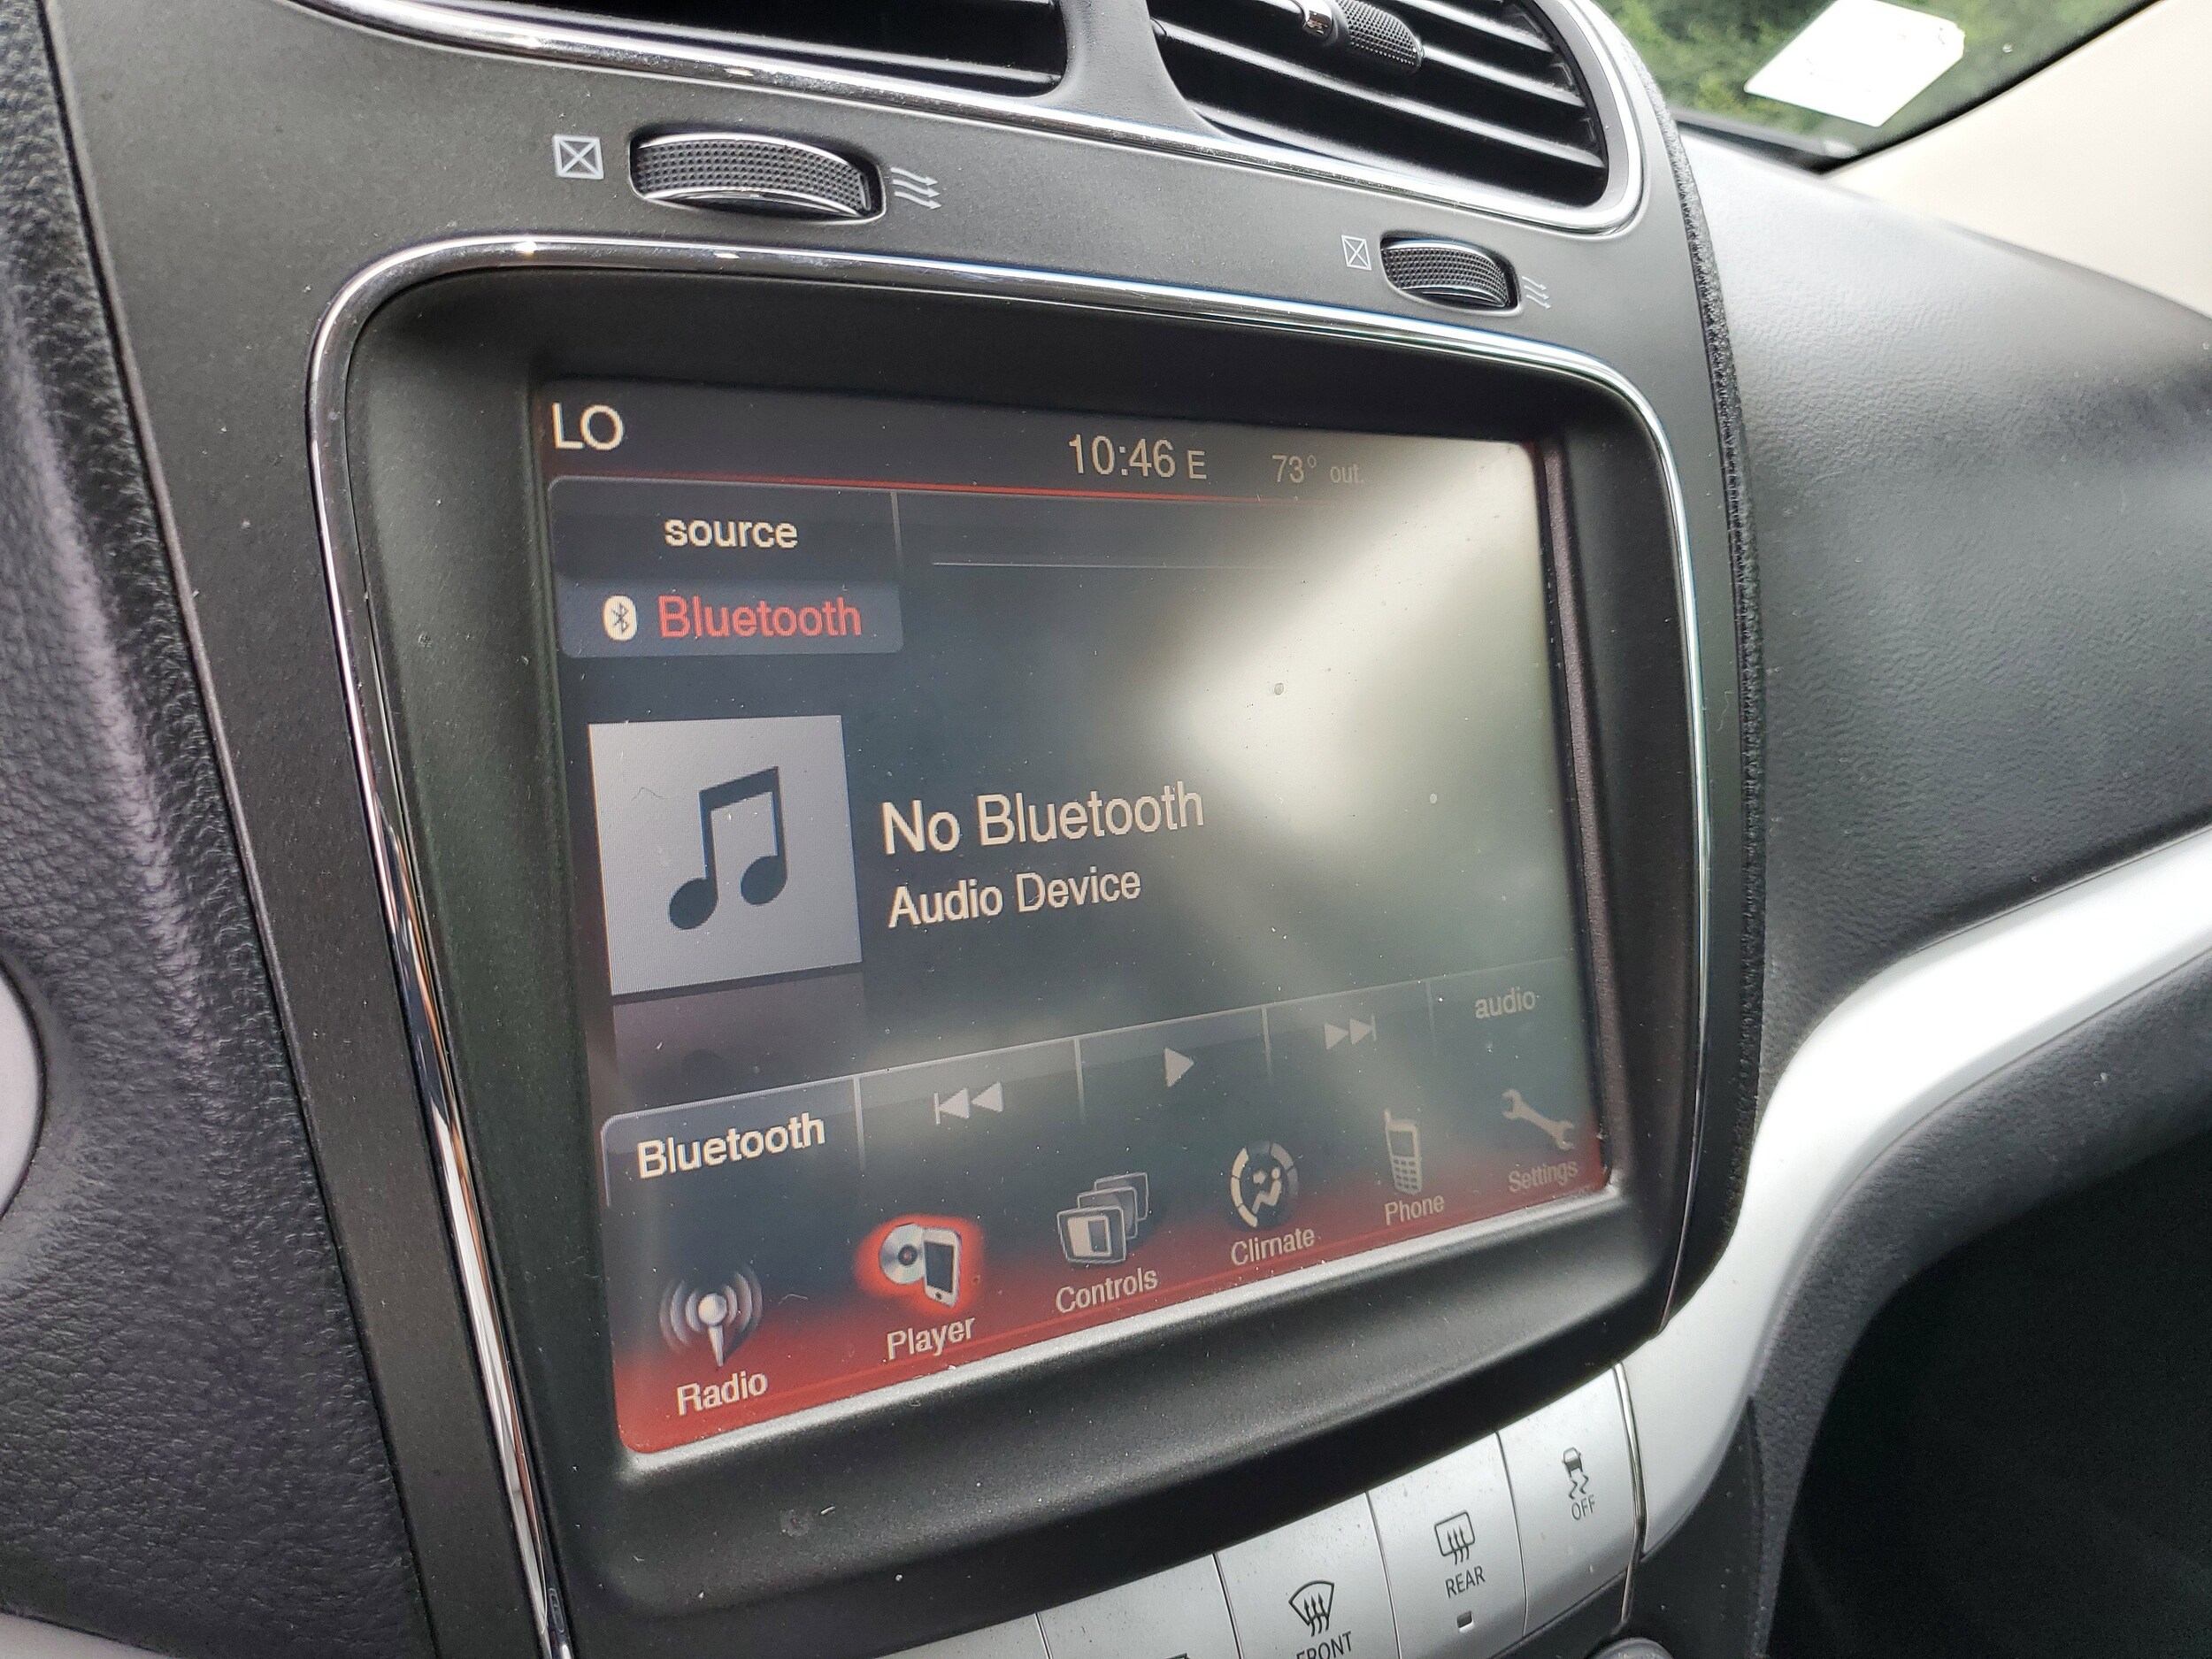 LO
10:46 E 73° out.
source
Bluetooth
No Bluetooth
Audio Device
audio
Bluetooth
Radio
Player
Controls
Climate
Phone
Settings
FRONT
REAR
OFF